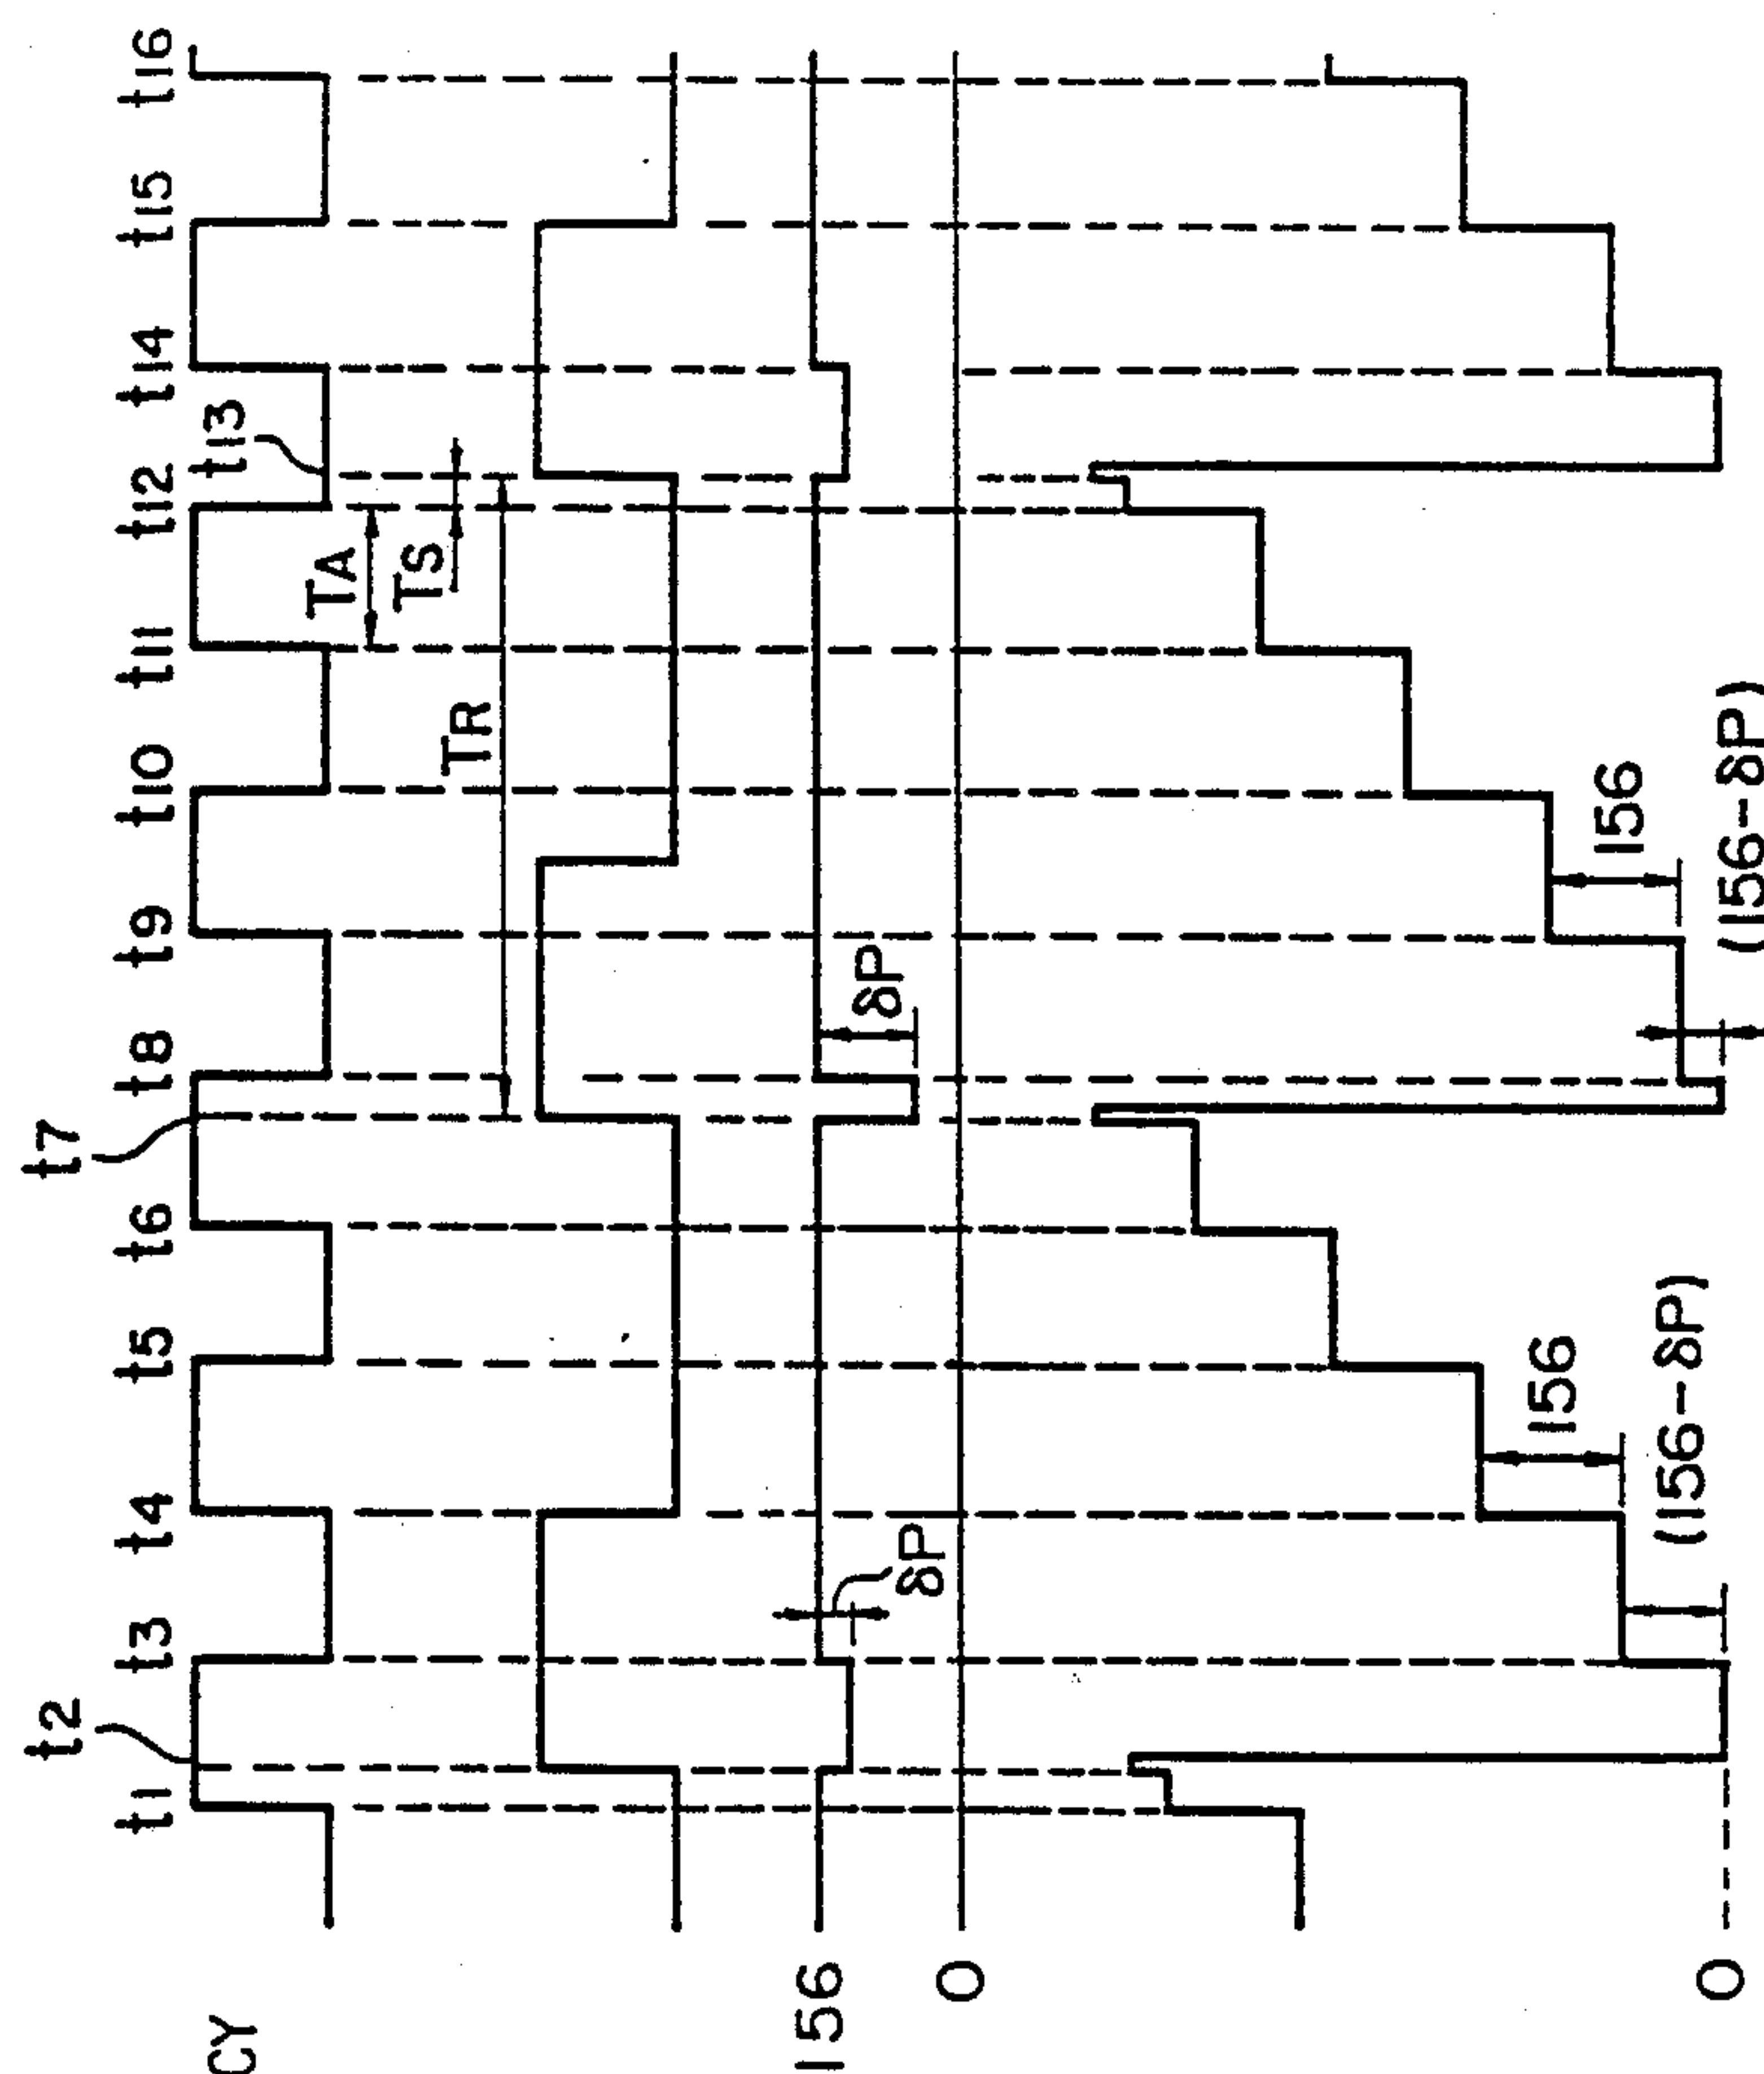 t1 t2 t3 t4 t5 t6 t7 t8 t9 t10 t11 t12 t13 t14 t15 t16
CY
TA
TS
TR
156
δP
δP
0
156
(156-δP)
156
(156-δP)
0